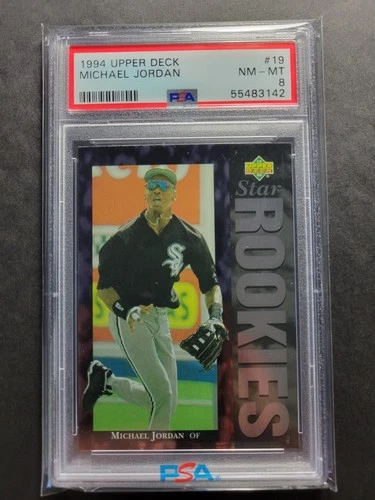 1994 UPPER DECK #19
MICHAEL JORDAN NM - MT
8
PSA 55483142
UPPER DECK
Star
ROOKIES
Sox
MICHAEL JORDAN OF
PSA